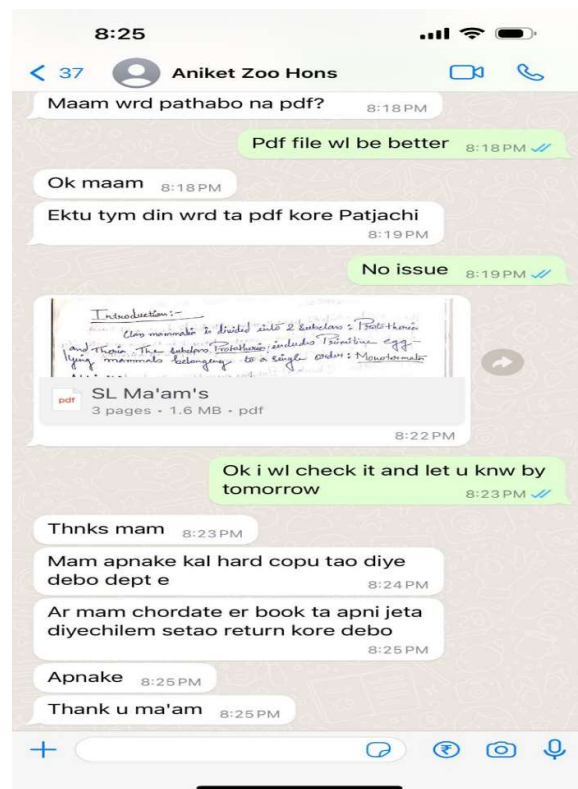 8:25
37
Aniket Zoo Hons
Maam wrd pathabo na pdf?
8:18 PM
Pdf file wl be better
8:18 PM
Ok maam
8:18 PM
Ektu tym din wrd ta pdf kore Patjachi
8:19 PM
No issue
8:19 PM
Introduction:-
Class mammalia is divided into 2 subclass: Prototheria
and Theria. The subclass Prototheria includes Primitive egg-
lying mammals belonging to a single order: Monotremata
pdf
SL Ma'am's
3 pages • 1.6 MB • pdf
8:22 PM
Ok i wl check it and let u knw by
tomorrow
8:23 PM
Thnks mam
8:23 PM
Mam apnake kal hard copu tao diye
debo dept e
8:24 PM
Ar mam chordate er book ta apni jeta
diyechilem setao return kore debo
8:25 PM
Apnake
8:25 PM
Thank u ma'am
8:25 PM